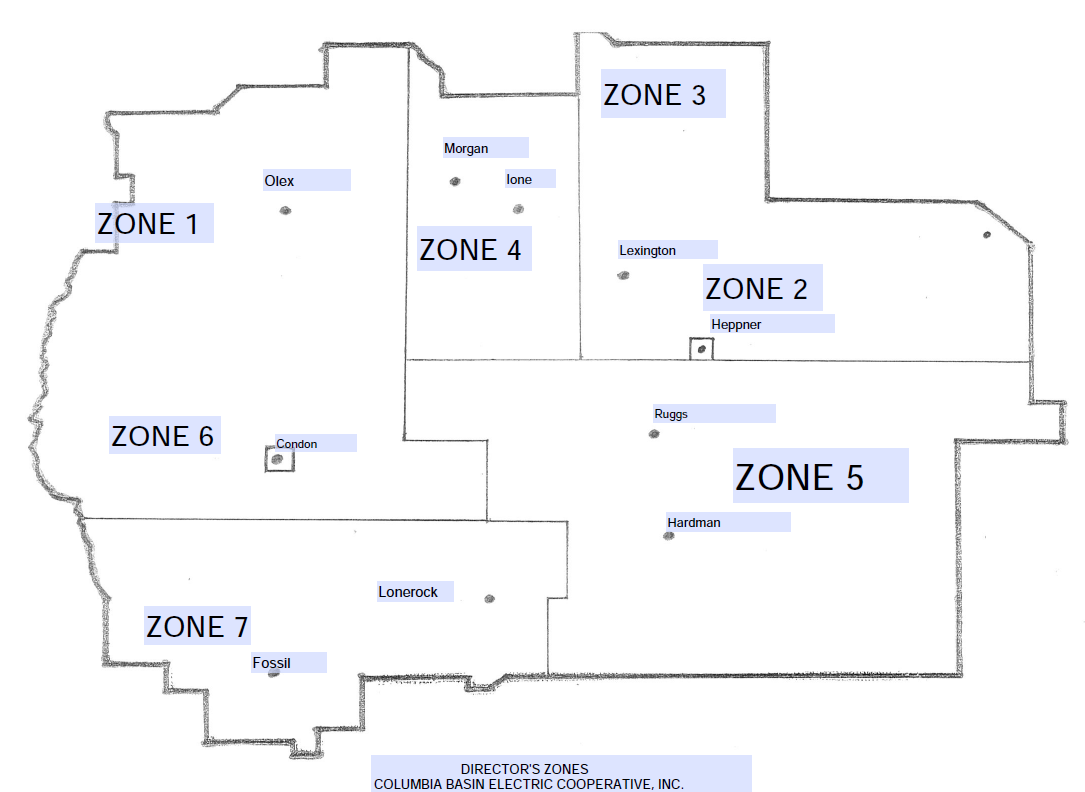 ZONE 3
Morgan
Ione
Olex
ZONE 1
ZONE 4
Lexington
ZONE 2
Heppner
Ruggs
ZONE 6
Condon
ZONE 5
Hardman
Lonerock
ZONE 7
Fossil
DIRECTOR'S ZONES
COLUMBIA BASIN ELECTRIC COOPERATIVE, INC.